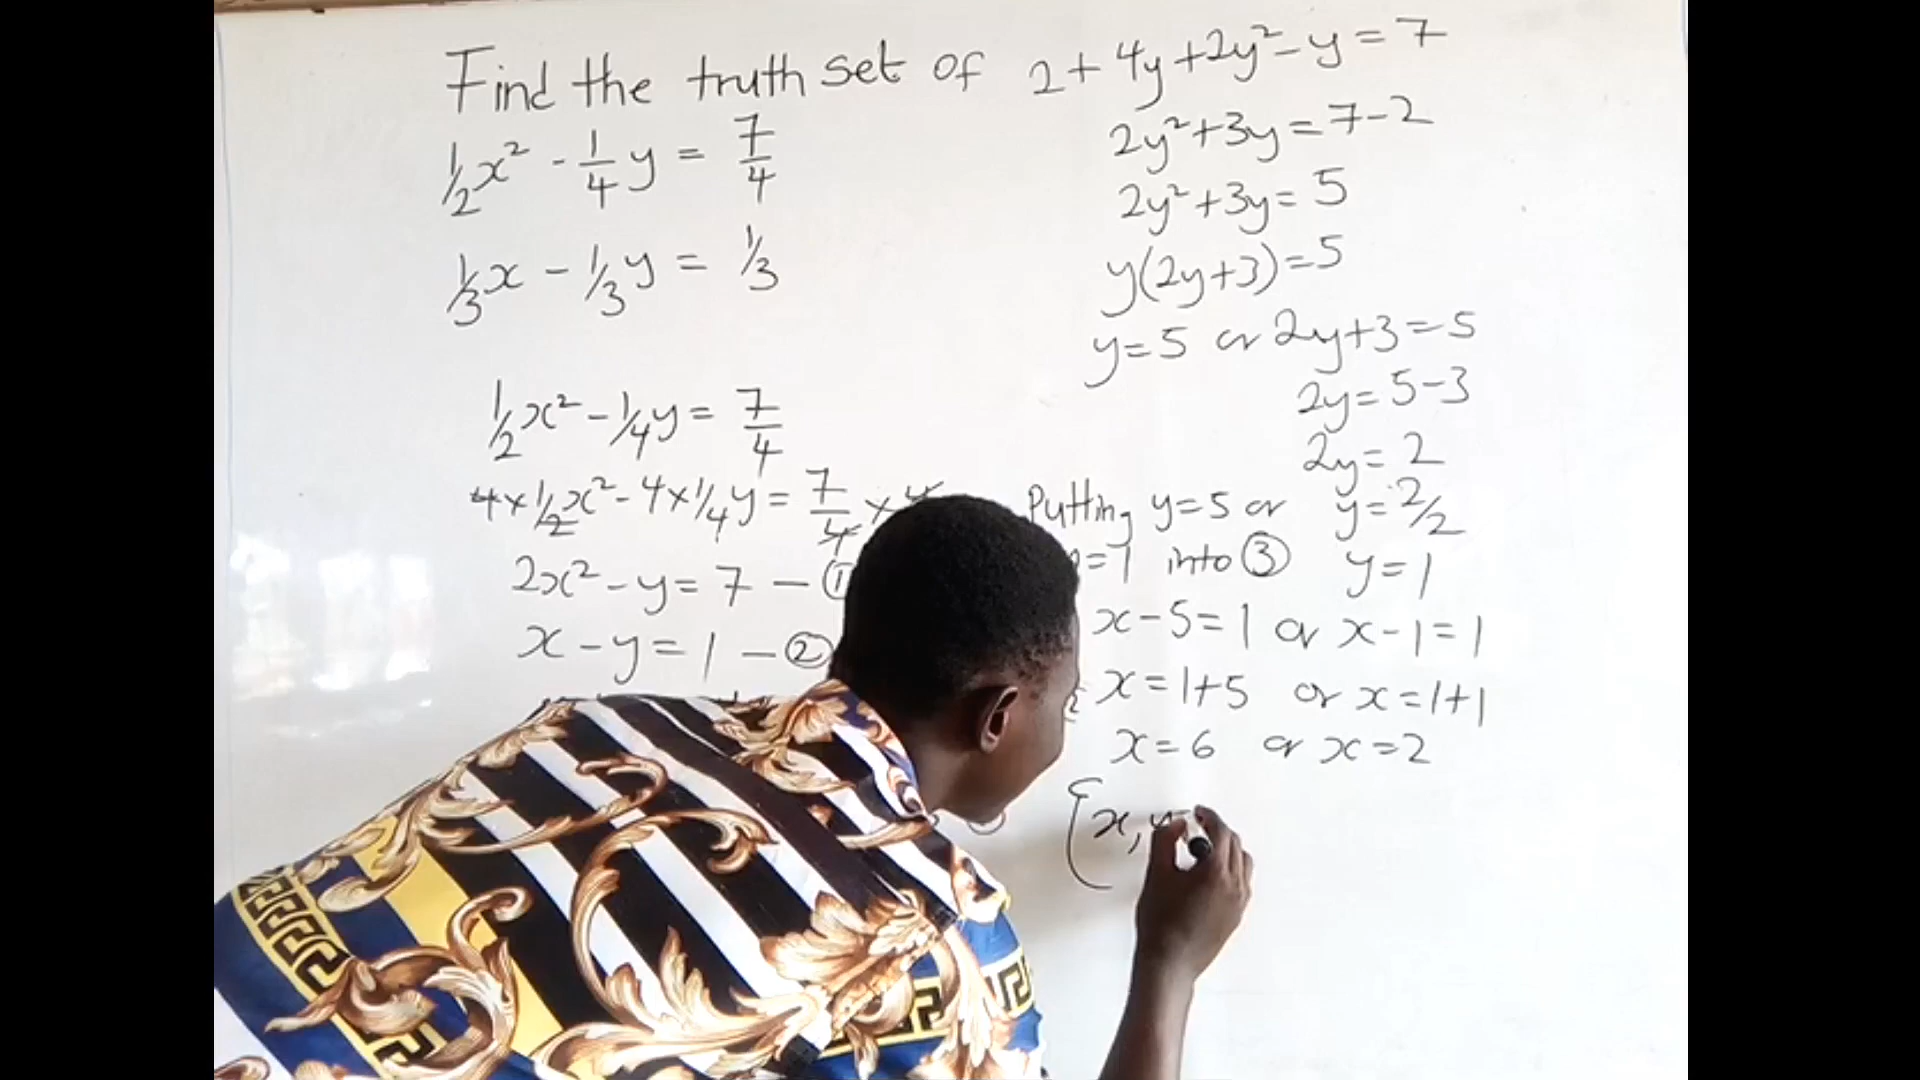 Find the truth set of
½x² - 1/4 y = 7/4
⅓x - ⅓y = ⅓
½x² - ¼y = 7/4
4x½x² - 4x¼y = 7/4 x 4
2x² - y = 7 - ①
x - y = 1 - ②
2 + 4y + 2y² - y = 7
2y² + 3y = 7 - 2
2y² + 3y = 5
y(2y+3) = 5
y = 5 or 2y + 3 = 5
2y = 5 - 3
2y = 2
Putting y = 5 or y = 2/2
= 1 into ③ y = 1
x - 5 = 1 or x - 1 = 1
x = 1 + 5 or x = 1 + 1
x = 6 or x = 2
{x, y